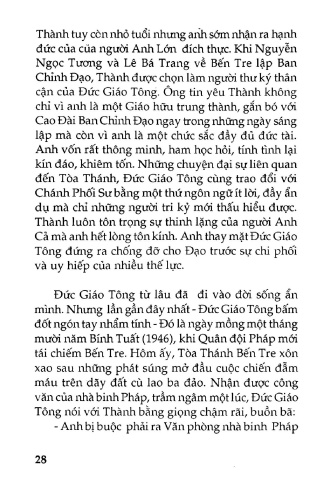 Thành tuy còn nhỏ tuổi nhưng anh sớm nhận ra hạnh
đức của của người Anh Lớn đích thực. Khi Nguyễn
Ngọc Tương và Lê Bá Trang về Bến Tre lập Ban
Chỉnh Đạo, Thành được chọn làm người thư ký thân
cận của Đức Giáo Tông. Ông tin yêu Thành không
chỉ vì anh là một Giáo hữu trung thành, gắn bó với
Cao Đài Ban Chỉnh Đạo ngay trong những ngày sáng
lập mà còn vì anh là một chức sắc đầy đủ đức tài.
Anh vốn rất thông minh, ham học hỏi, tính tình lại
kín đáo, khiêm tốn. Những chuyện đại sự liên quan
đến Tòa Thánh, Đức Giáo Tông cùng trao đổi với
Chánh Phối Sư bằng một thứ ngôn ngữ ít lời, đầy ẩn
dụ mà chỉ những người tri kỷ mới thấu hiểu được.
Thành luôn tôn trọng sự thinh lặng của người Anh
Cả mà anh hết lòng tôn kính. Anh thay mặt Đức Giáo
Tông đứng ra chống đỡ cho Đạo trước sự chi phối
và uy hiếp của nhiều thế lực.
Đức Giáo Tông từ lâu đã đi vào đời sống ẩn
mình. Nhưng lần gần đây nhất - Đức Giáo Tông bấm
đốt ngón tay nhẩm tính - Đó là ngày mồng một tháng
mười năm Bính Tuất (1946), khi Quân đội Pháp mới
tái chiếm Bến Tre. Hôm ấy, Tòa Thánh Bến Tre xôn
xao sau những phát súng mở đầu cuộc chiến đẫm
máu trên dãy đất cù lao ba đảo. Nhận được công
văn của nhà binh Pháp, trầm ngâm một lúc, Đức Giáo
Tông nói với Thành bằng giọng chậm rãi, buồn bã:
- Anh bị buộc phải ra Văn phòng nhà binh Pháp
28